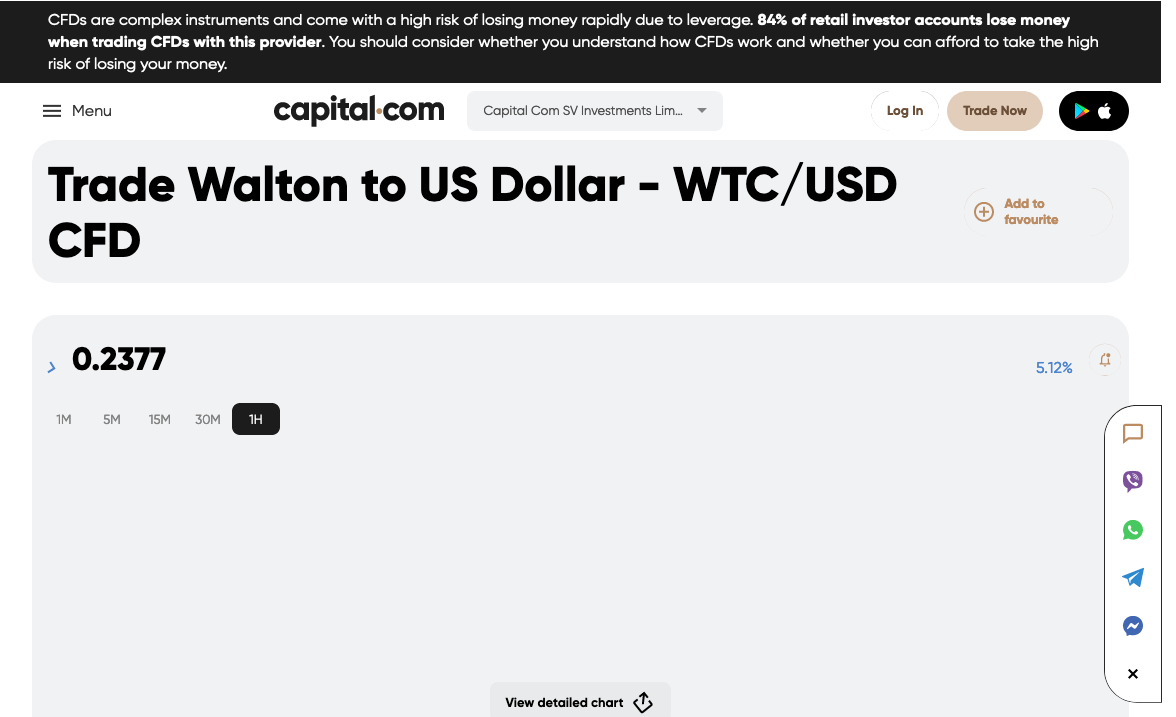 CFDs are complex instruments and come with a high risk of losing money rapidly due to leverage. 84% of retail investor accounts lose money
when trading CFDs with this provider. You should consider whether you understand how CFDs work and whether you can afford to take the high
risk of losing your money.
Menu
capital.com
Capital Com SV Investments Lim...
Log In
Trade Now
Trade Walton to US Dollar - WTC/USD
CFD
Add to
favourite
0.2377
5.12%
1M 5M 15M 30M 1H
View detailed chart